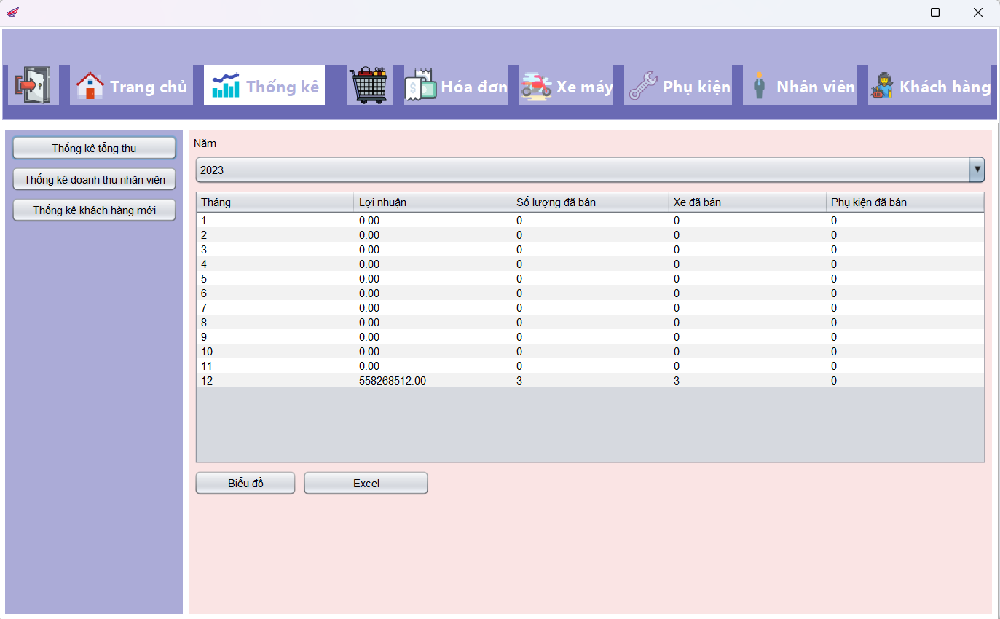 Trang chủ
Thống kê
Hóa đơn
Xe máy
Phụ kiện
Nhân viên
Khách hàng
Thống kê tổng thu
Thống kê doanh thu nhân viên
Thống kê khách hàng mới
Năm
2023
Tháng Lợi nhuận Số lượng đã bán Xe đã bán Phụ kiện đã bán
1 0.00 0 0 0
2 0.00 0 0 0
3 0.00 0 0 0
4 0.00 0 0 0
5 0.00 0 0 0
6 0.00 0 0 0
7 0.00 0 0 0
8 0.00 0 0 0
9 0.00 0 0 0
10 0.00 0 0 0
11 0.00 0 0 0
12 558268512.00 3 3 0
Biểu đồ
Excel